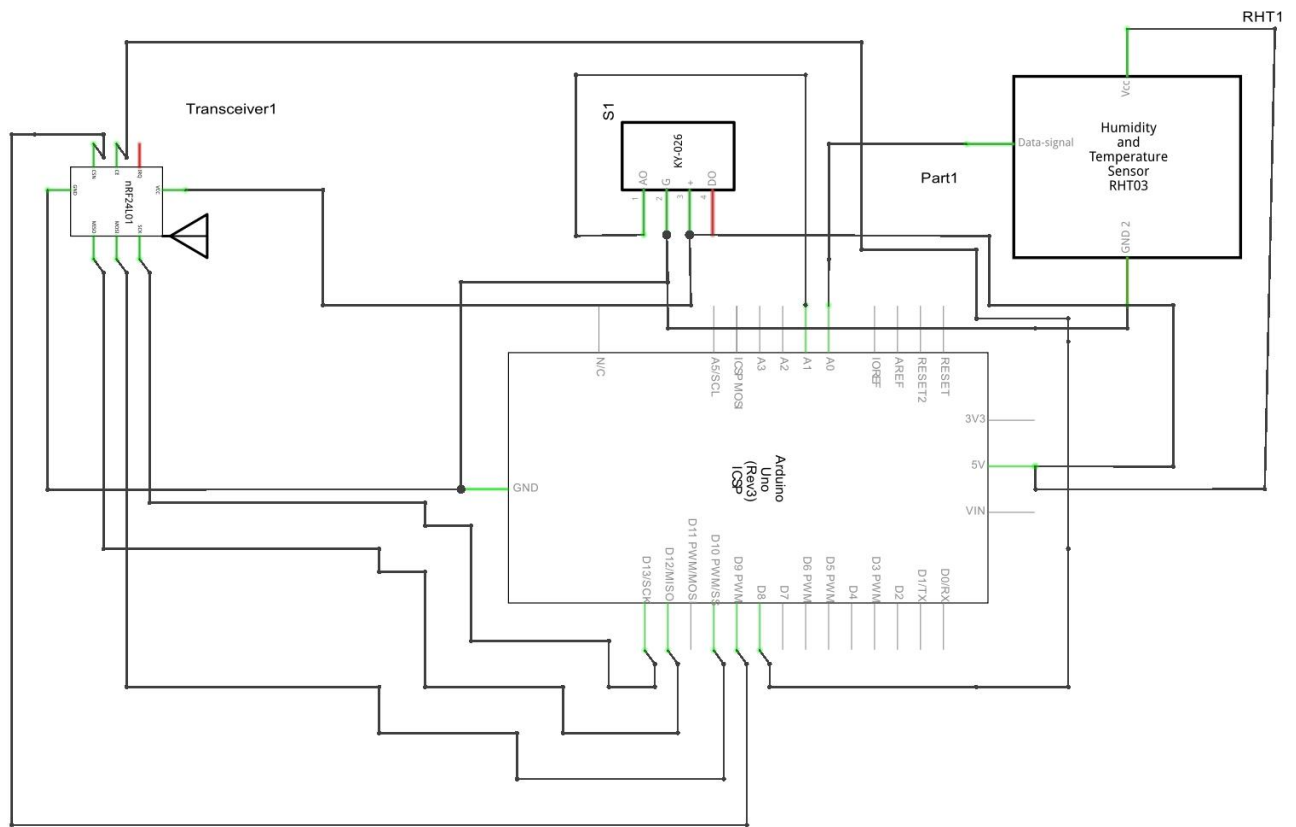 RHT1
Transceiver1
S1
KY-026
AO
G
+
DO
1
2
3
4
Part1
Vcc
Data-signal
Humidity
and
Temperature
Sensor
RHT03
GND 2
CSN
CE
IRQ
GND
nRF24L01
VCC
MISO
MOSI
SCK
N/C
A5/SCL
ICSP MOSI
A3
A2
A1
A0
IOREF
AREF
RESET2
RESET
3V3
5V
VIN
GND
Arduino
Uno
(Rev3)
ICSP
D13/SCK
D12/MISO
D11 PWM/MOS
D10 PWM/SS
D9 PWM
D8
D7
D6 PWM
D5 PWM
D4
D3 PWM
D2
D1/TX
D0/RX